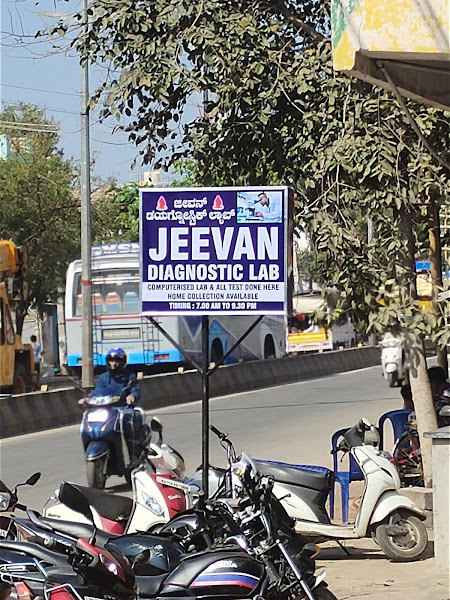 ಜೀವನ್
ಡಯಗ್ನೋಸ್ಟಿಕ್ ಲ್ಯಾಬ್
JEEVAN
DIAGNOSTIC LAB
COMPUTERISED LAB & ALL TEST DONE HERE
HOME COLLECTION AVAILABLE
TIMING : 7.00 AM TO 9.30 PM